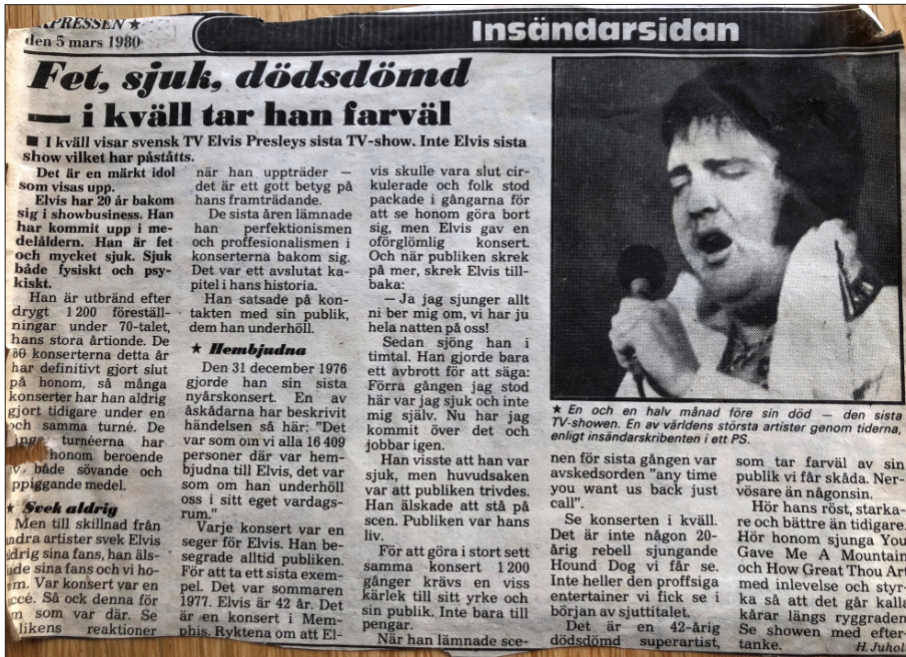 PRESSEN ★
den 5 mars 1980
Insändarsidan
Fet, sjuk, dödsdömd
— i kväll tar han farväl
■ I kväll visar svensk TV Elvis Presleys sista TV-show. Inte Elvis sista
show vilket har påståtts.
Det är en märkt idol
som visas upp.
Elvis har 20 år bakom
sig i showbusiness. Han
har kommit upp i me-
delåldern. Han är fet
och mycket sjuk. Sjuk
både fysiskt och psy-
kiskt.
Han är utbränd efter
drygt 1 200 föreställ-
ningar under 70-talet,
hans stora årtionde. De
80 konserterna detta år
har definitivt gjort slut
på honom, så många
konserter har han aldrig
gjort tidigare under en
och samma turné. De
turnéerna har
honom beroende
både sövande och
ppiggande medel.
★ Svek aldrig
Men till skillnad från
andra artister svek Elvis
ldrig sina fans, han äls-
de sina fans och vi ho-
m. Var konsert var en
ccé. Så ock denna för
m som var där. Se
likens reaktioner
när han uppträder —
det är ett gott betyg på
hans framträdande.
De sista åren lämnade
han perfektionismen
och proffesionalismen i
konserterna bakom sig.
Det var ett avslutat ka-
pitel i hans historia.
Han satsade på kon-
takten med sin publik,
dem han underhöll.
★ Hembjudna
Den 31 december 1976
gjorde han sin sista
nyårskonsert. En av
åskådarna har beskrivit
händelsen så här: "Det
var som om vi alla 16 409
personer där var hem-
bjudna till Elvis, det var
som om han underhöll
oss i sitt eget vardags-
rum."
Varje konsert var en
seger för Elvis. Han be-
segrade alltid publiken.
För att ta ett sista exem-
pel. Det var sommaren
1977. Elvis är 42 år. Det
är en konsert i Mem-
phis. Ryktena om att El-
vis skulle vara slut cir-
kulerade och folk stod
packade i gångarna för
att se honom göra bort
sig, men Elvis gav en
oförglömlig konsert.
Och när publiken skrek
på mer, skrek Elvis till-
baka:
— Ja jag sjunger allt
ni ber mig om, vi har ju
hela natten på oss!
Sedan sjöng han i
timtal. Han gjorde bara
ett avbrott för att säga:
Förra gången jag stod
här var jag sjuk och inte
mig själv. Nu har jag
kommit över det och
jobbar igen.
Han visste att han var
sjuk, men huvudsaken
var att publiken trivdes.
Han älskade att stå på
scen. Publiken var hans
liv.
För att göra i stort sett
samma konsert 1 200
gånger krävs en viss
kärlek till sitt yrke och
sin publik. Inte bara till
pengar.
När han lämnade sce-
★ En och en halv månad före sin död — den sista
TV-showen. En av världens största artister genom tiderna,
enligt insändarskribenten i ett PS.
nen för sista gången var
avskedsorden "any time
you want us back just
call".
Se konserten i kväll.
Det är inte någon 20-
årig rebell sjungande
Hound Dog vi får se.
Inte heller den proffsiga
entertainer vi fick se i
början av sjuttitalet.
Det är en 42-årig
dödsdömd superartist,
som tar farväl av sin
publik vi får skåda. Ner-
vösare än någonsin.
Hör hans röst, starka-
re och bättre än tidigare.
Hör honom sjunga You
Gave Me A Mountain
och How Great Thou Art
med inlevelse och styr-
ka så att det går kalla
kårar längs ryggraden
Se showen med efter-
tanke.
H. Juhol